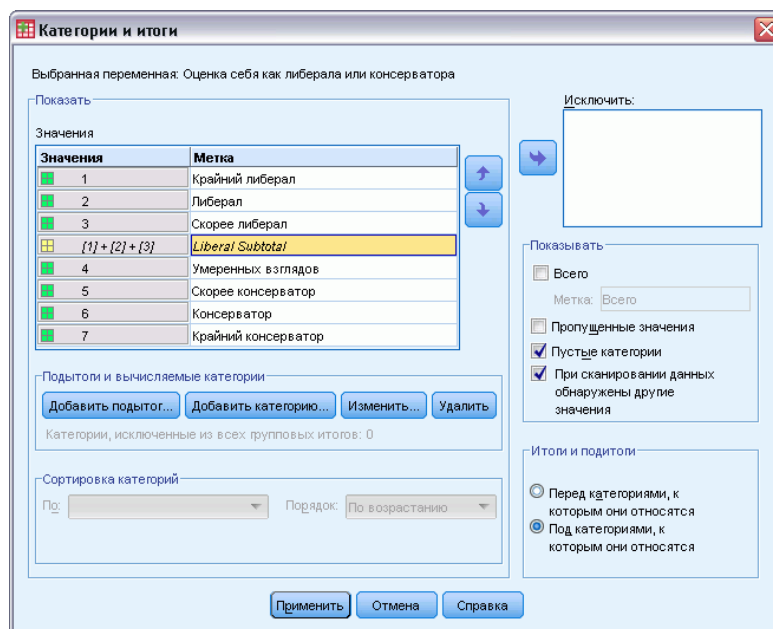 Категории и итоги
Выбранная переменная: Оценка себя как либерала или консерватора
Показать
Значения
Значения Метка
1 Крайний либерал
2 Либерал
3 Скорее либерал
[1] + [2] + [3] Liberal Subtotal
4 Умеренных взглядов
5 Скорее консерватор
6 Консерватор
7 Крайний консерватор
Подытоги и вычисляемые категории
Добавить подытог... Добавить категорию... Изменить... Удалить
Категории, исключенные из всех групповых итогов: 0
Сортировка категорий
По: Порядок: По возрастанию
Исключить:
Показывать
Всего
Метка: Всего
Пропущенные значения
Пустые категории
При сканировании данных
обнаружены другие
значения
Итоги и подитоги
Перед категориями, к
которым они относятся
Под категориями, к
которым они относятся
Применить Отмена Справка